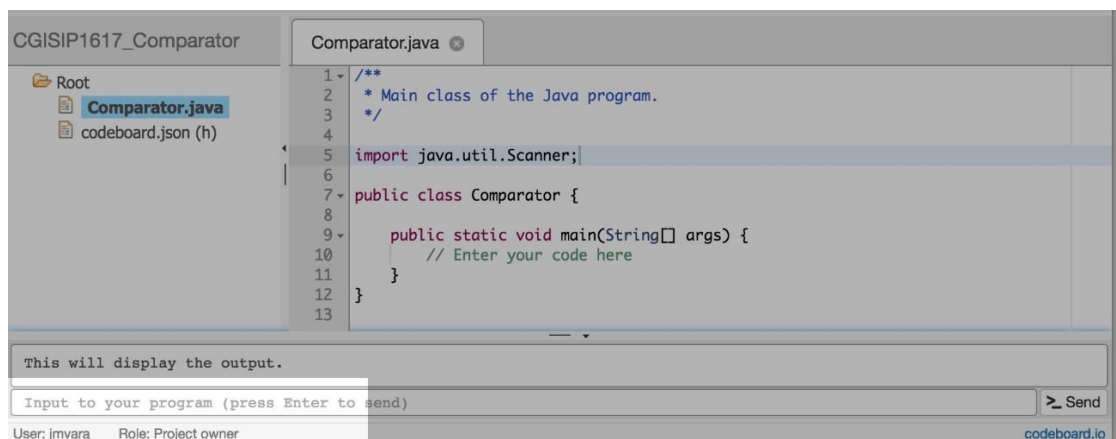 CGISIP1617_Comparator
Root
Comparator.java
codeboard.json (h)
Comparator.java
1 /**
2  * Main class of the Java program.
3  */
4
5 import java.util.Scanner;
6
7 public class Comparator {
8
9     public static void main(String[] args) {
10         // Enter your code here
11     }
12 }
13
This will display the output.
Input to your program (press Enter to send)
>_ Send
User: jmvara Role: Project owner
codeboard.io